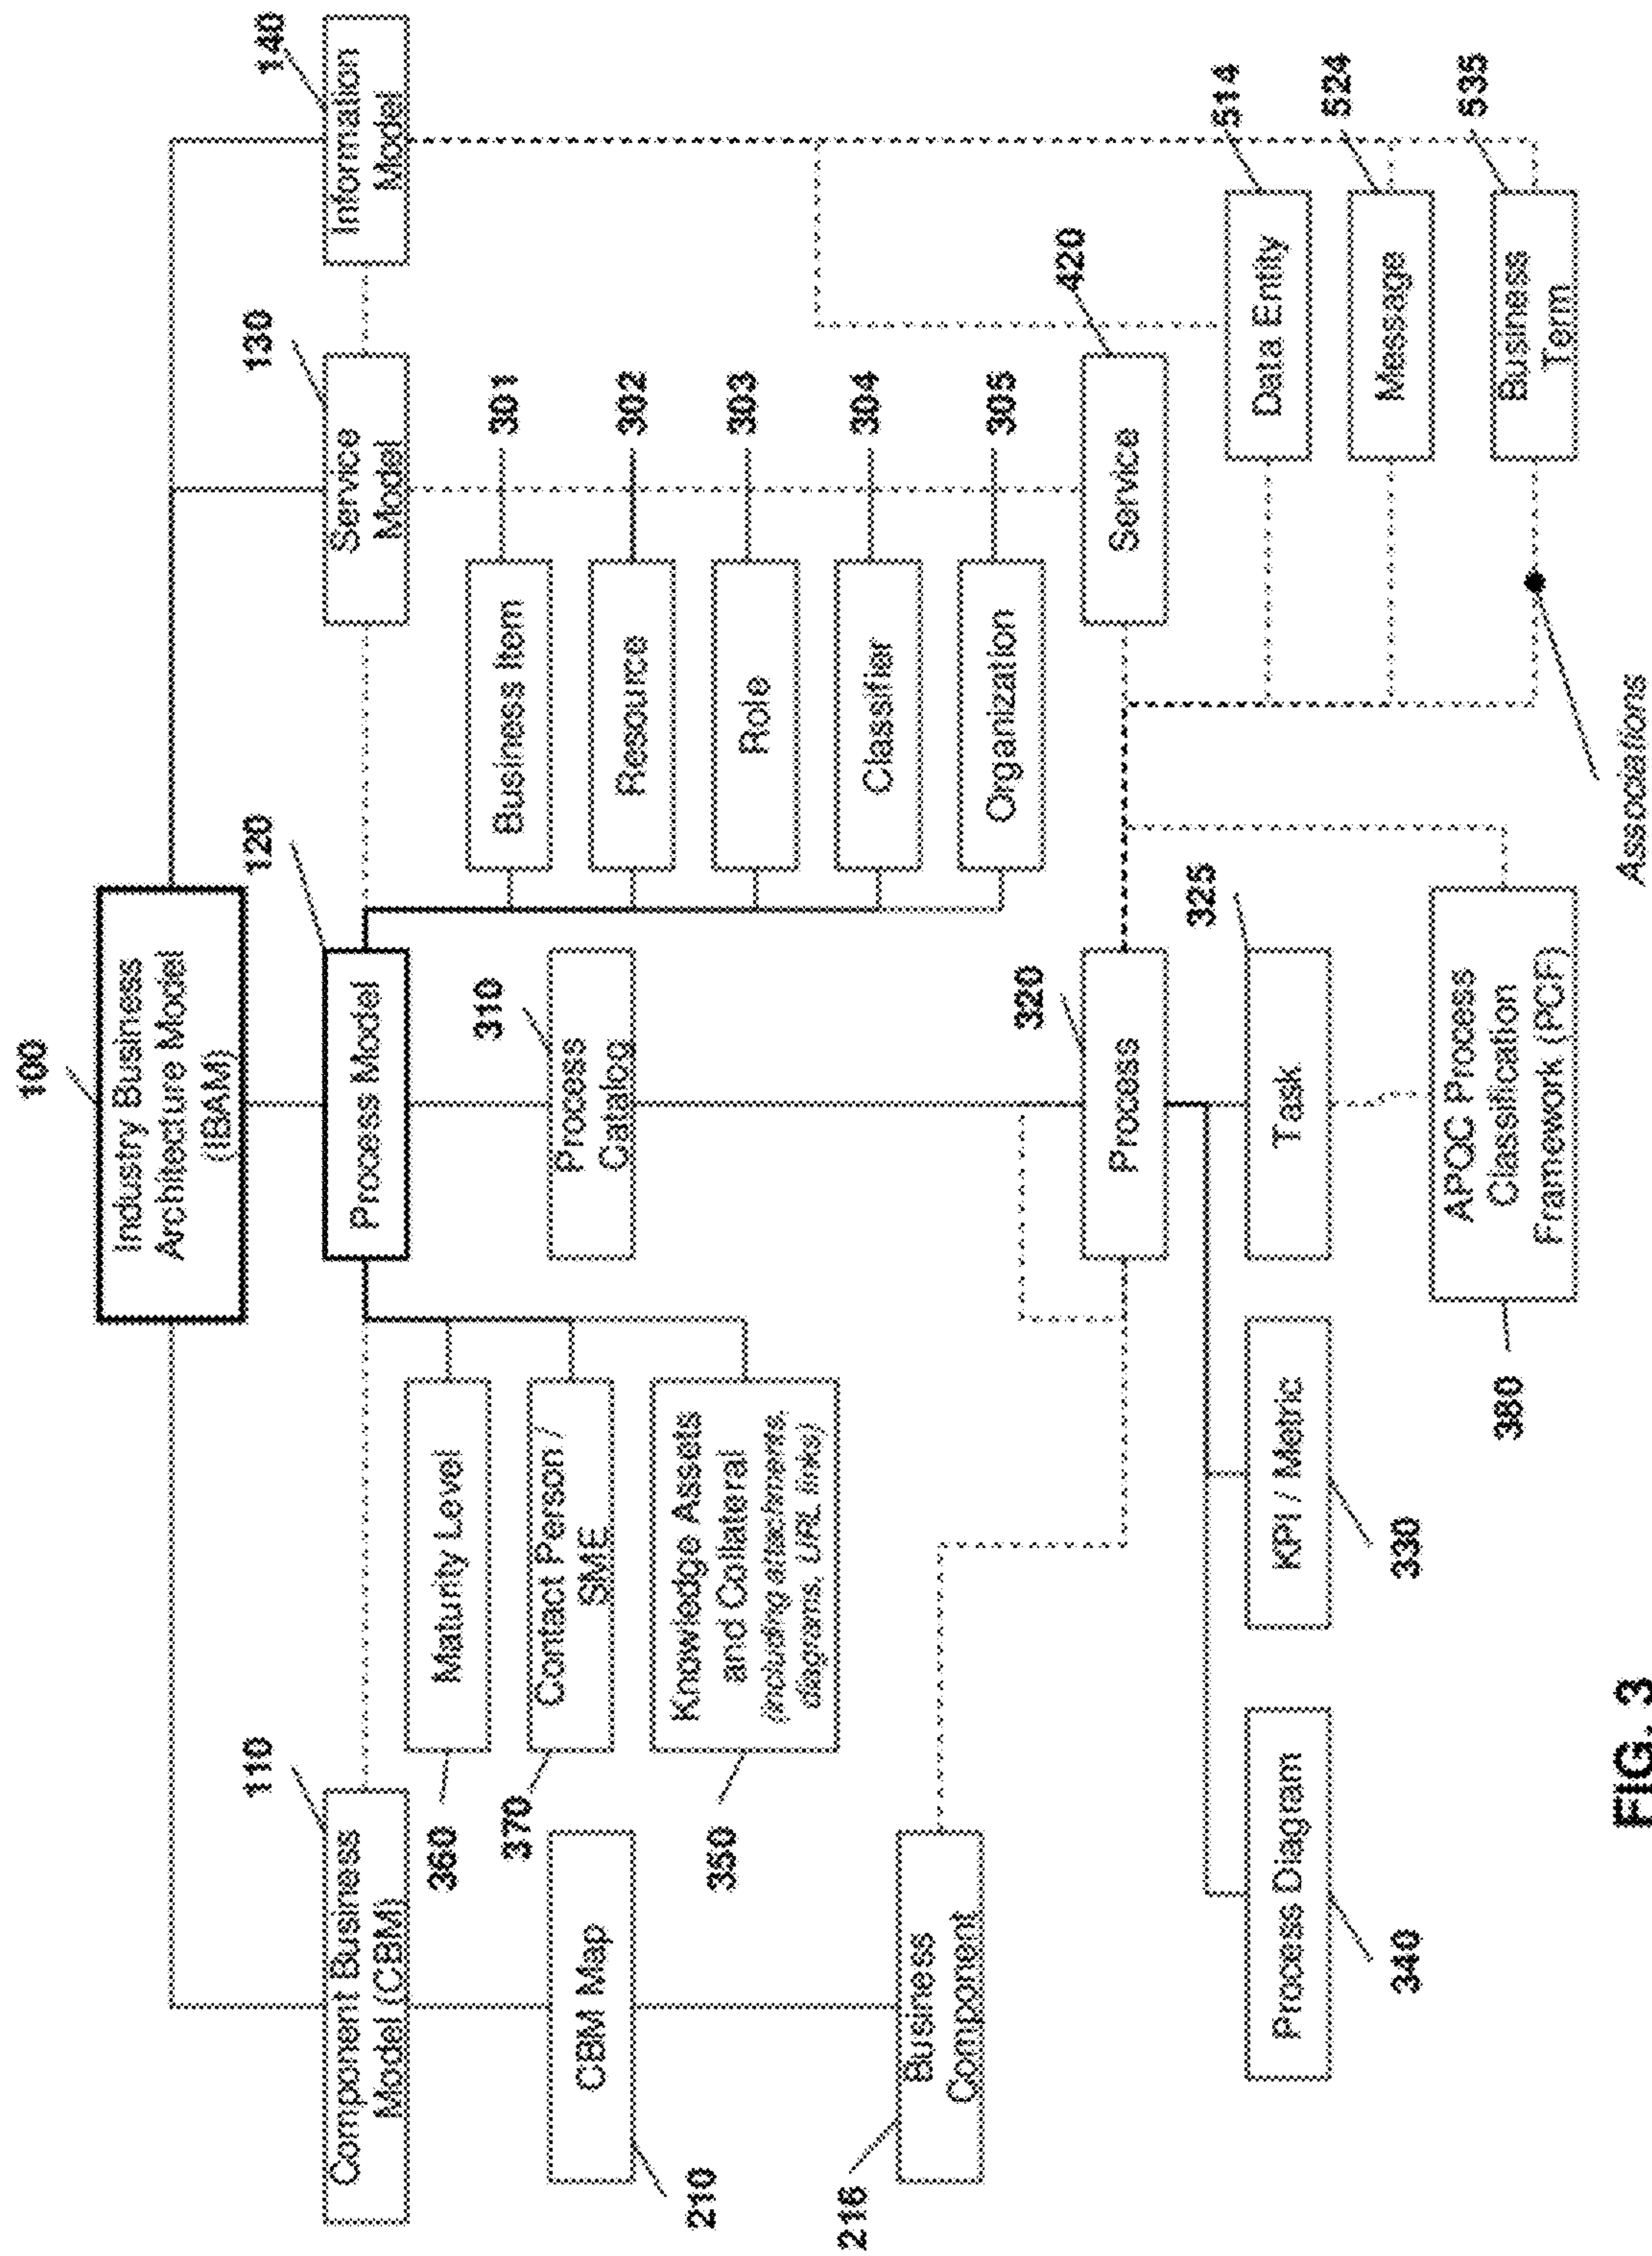 100
Industry Business
Architecture Model
(IBAM)
110
Component Business
Model (CBM)
120
Process Model
130
Service
Model
140
Information
Model
360
Maturity Level
370
Contact Person /
SME
350
Knowledge Assets
and Collateral
(including attachments,
diagrams, URL links)
210
CBM Map
216
Business
Component
310
Process
Catalog
Business Item
301
Resource
302
Role
303
Classifier
304
Organization
305
320
Process
420
Service
340
Process Diagram
330
KPI / Metric
325
Task
380
APQC Process
Classification
Framework (PCF)
Data Entity
514
Message
524
Business
Term
535
Associations
FIG. 3